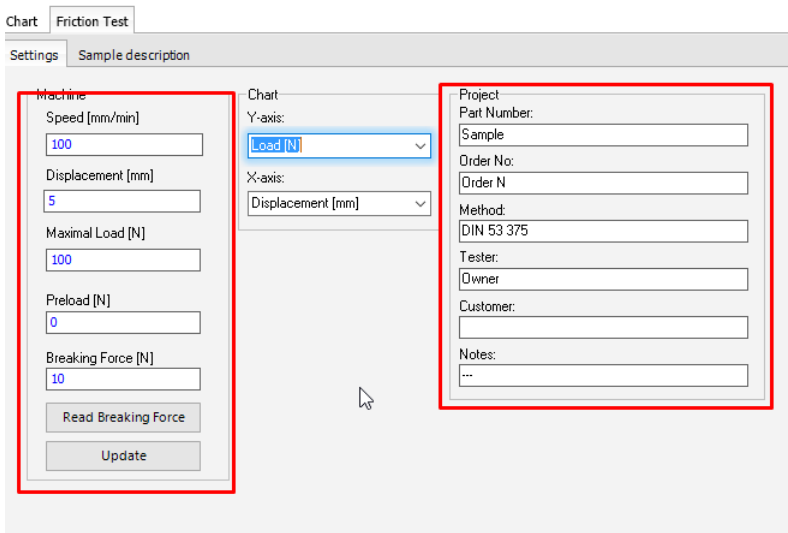 Chart Friction Test
Settings Sample description
Machine
Speed [mm/min]
100
Displacement [mm]
5
Maximal Load [N]
100
Preload [N]
0
Breaking Force [N]
10
Read Breaking Force
Update
Chart
Y-axis:
Load [N]
X-axis:
Displacement [mm]
Project
Part Number:
Sample
Order No:
Order N
Method:
DIN 53 375
Tester:
Owner
Customer:
Notes:
---